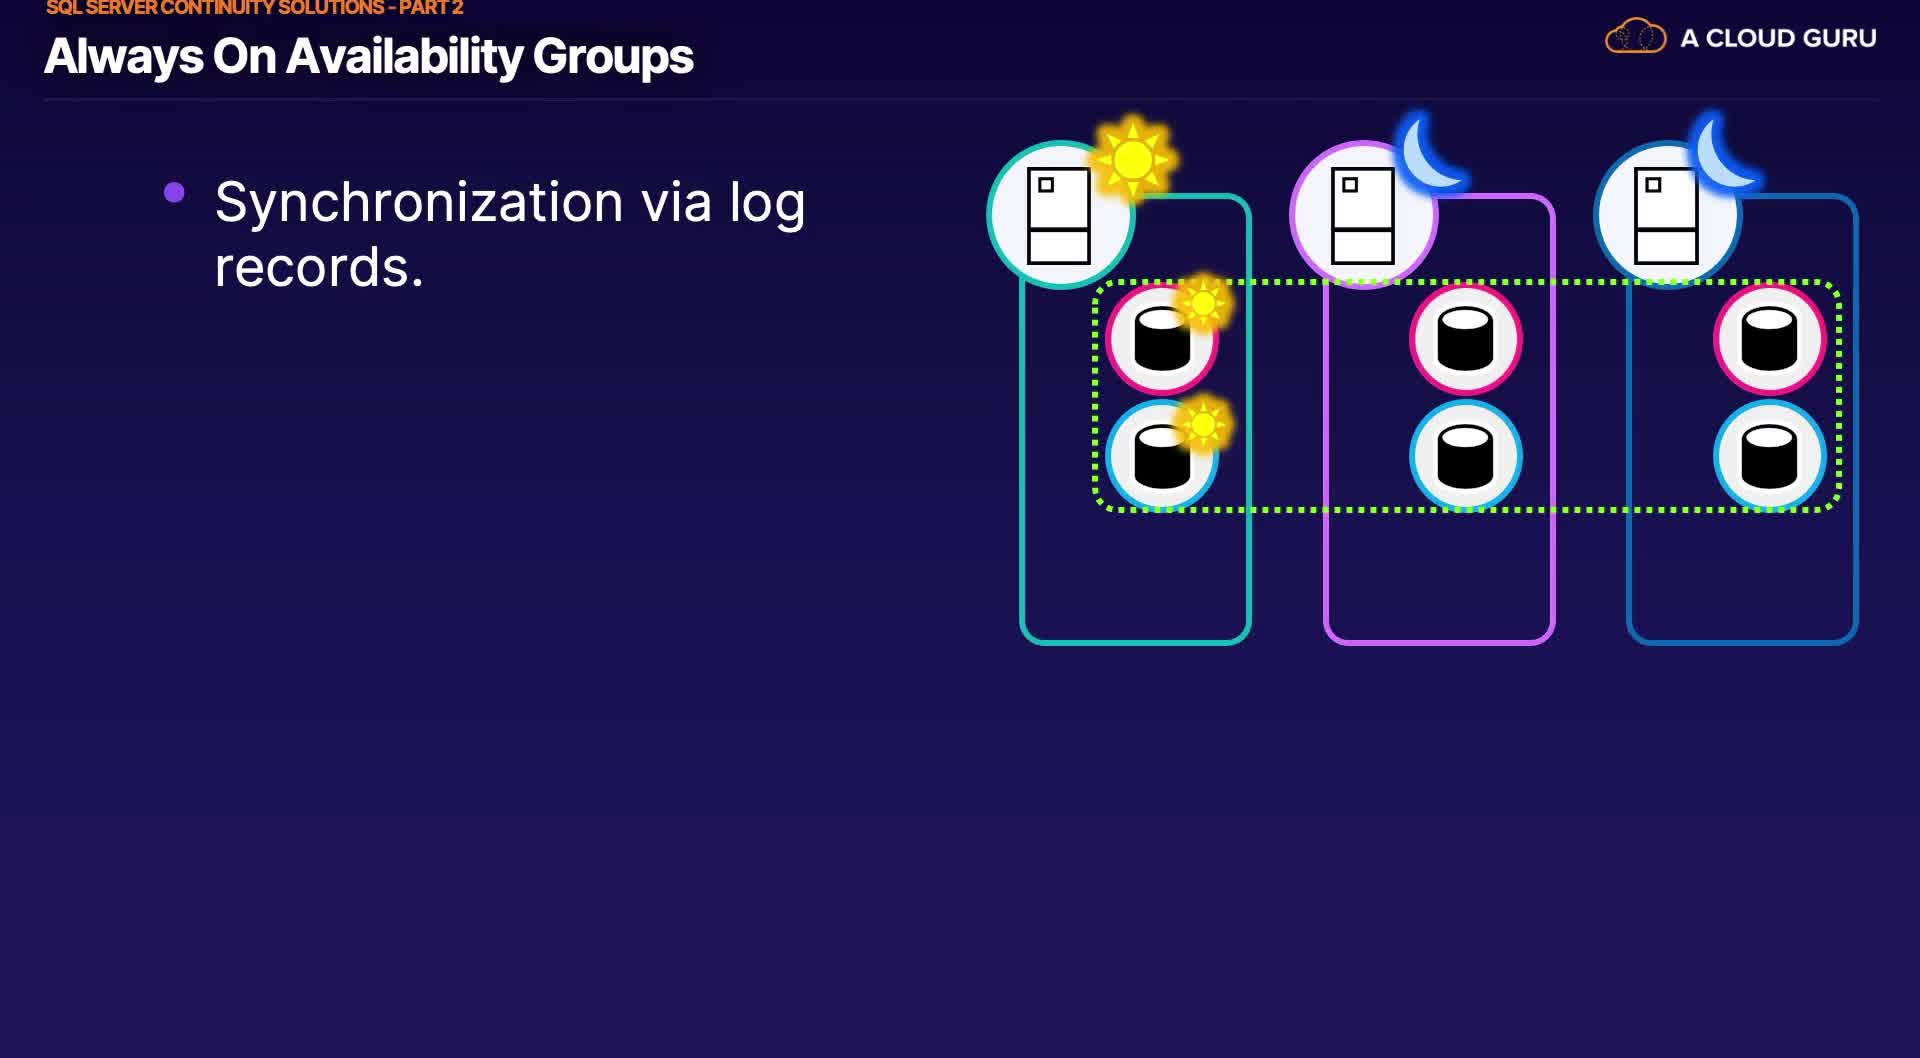 SQL SERVER CONTINUITY SOLUTIONS - PART 2
Always On Availability Groups
A CLOUD GURU
Synchronization via log
records.